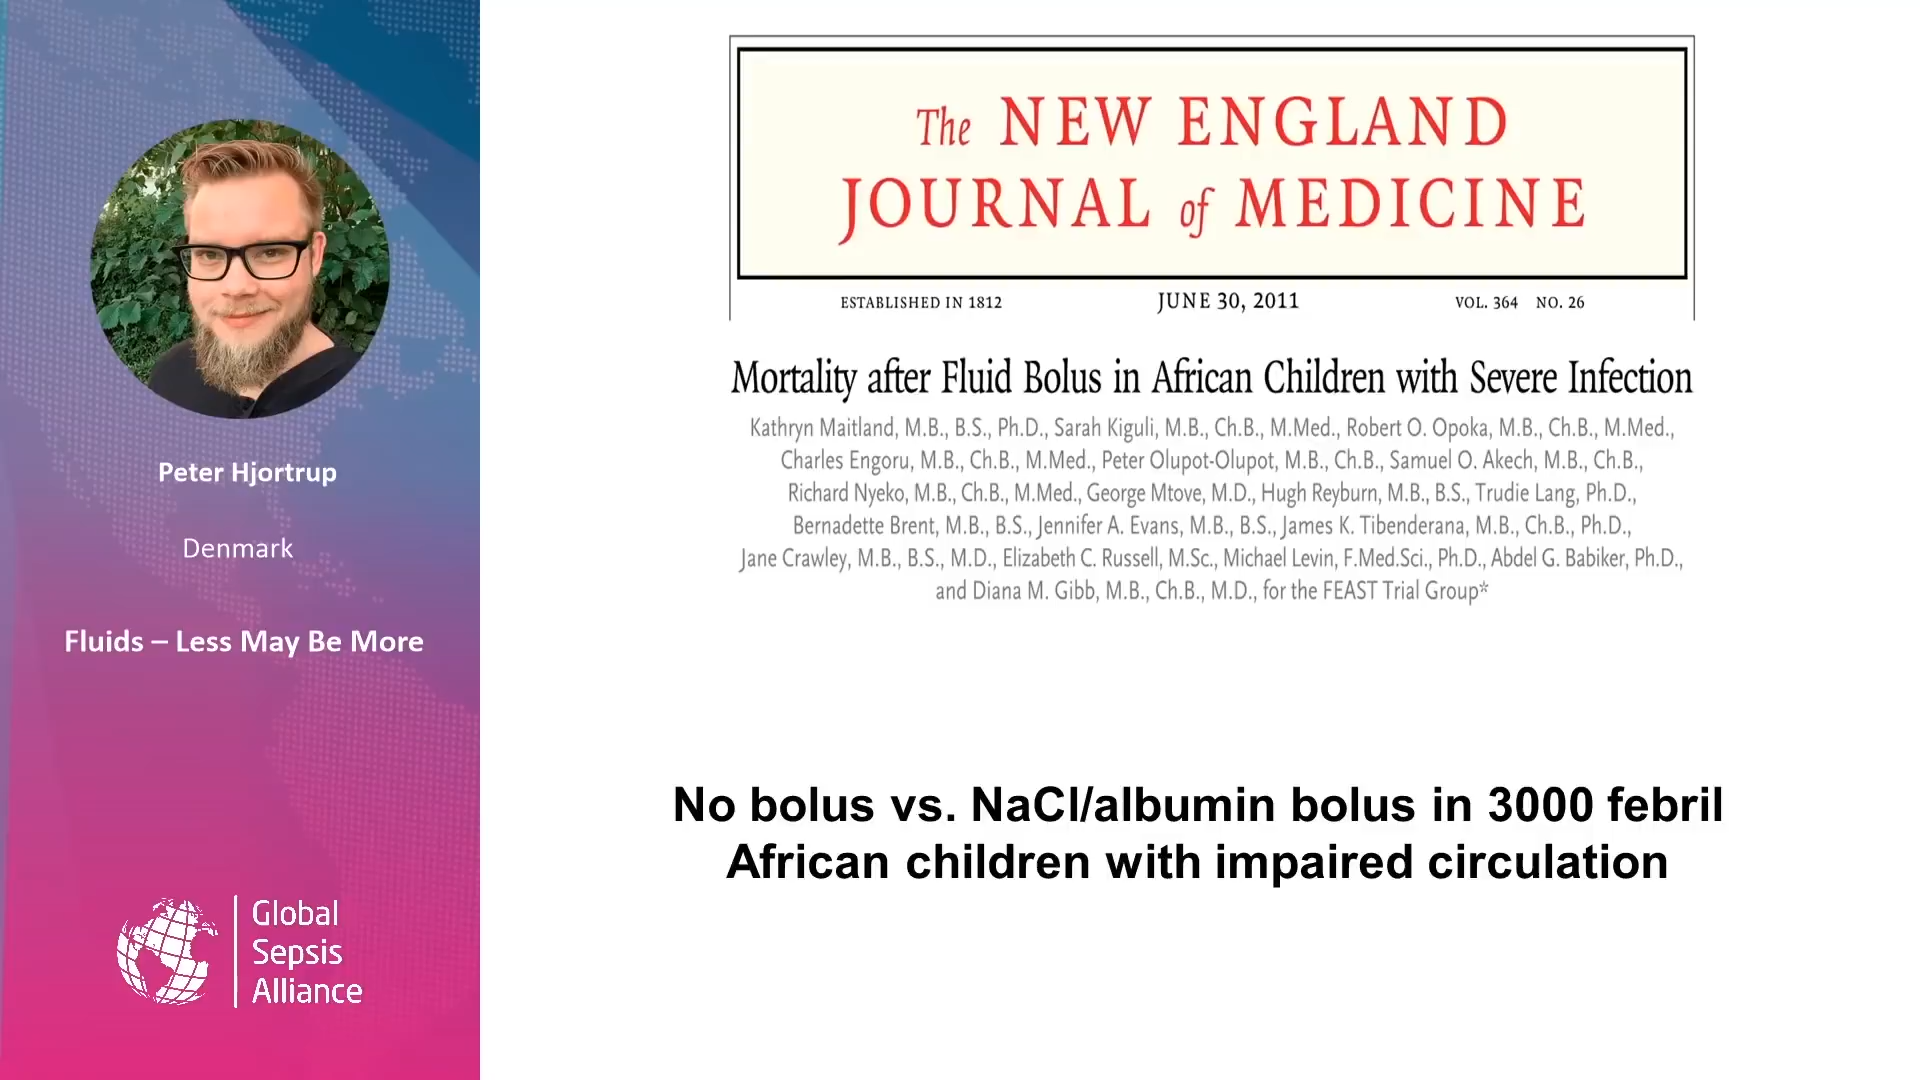 Peter Hjortrup
Denmark
Fluids – Less May Be More
Global
Sepsis
Alliance
The NEW ENGLAND
JOURNAL of MEDICINE
ESTABLISHED IN 1812 JUNE 30, 2011 VOL. 364 NO. 26
Mortality after Fluid Bolus in African Children with Severe Infection
Kathryn Maitland, M.B., B.S., Ph.D., Sarah Kiguli, M.B., Ch.B., M.Med., Robert O. Opoka, M.B., Ch.B., M.Med.,
Charles Engoru, M.B., Ch.B., M.Med., Peter Olupot-Olupot, M.B., Ch.B., Samuel O. Akech, M.B., Ch.B.,
Richard Nyeko, M.B., Ch.B., M.Med., George Mtove, M.D., Hugh Reyburn, M.B., B.S., Trudie Lang, Ph.D.,
Bernadette Brent, M.B., B.S., Jennifer A. Evans, M.B., B.S., James K. Tibenderana, M.B., Ch.B., Ph.D.,
Jane Crawley, M.B., B.S., M.D., Elizabeth C. Russell, M.Sc., Michael Levin, F.Med.Sci., Ph.D., Abdel G. Babiker, Ph.D.,
and Diana M. Gibb, M.B., Ch.B., M.D., for the FEAST Trial Group*
No bolus vs. NaCl/albumin bolus in 3000 febril
African children with impaired circulation